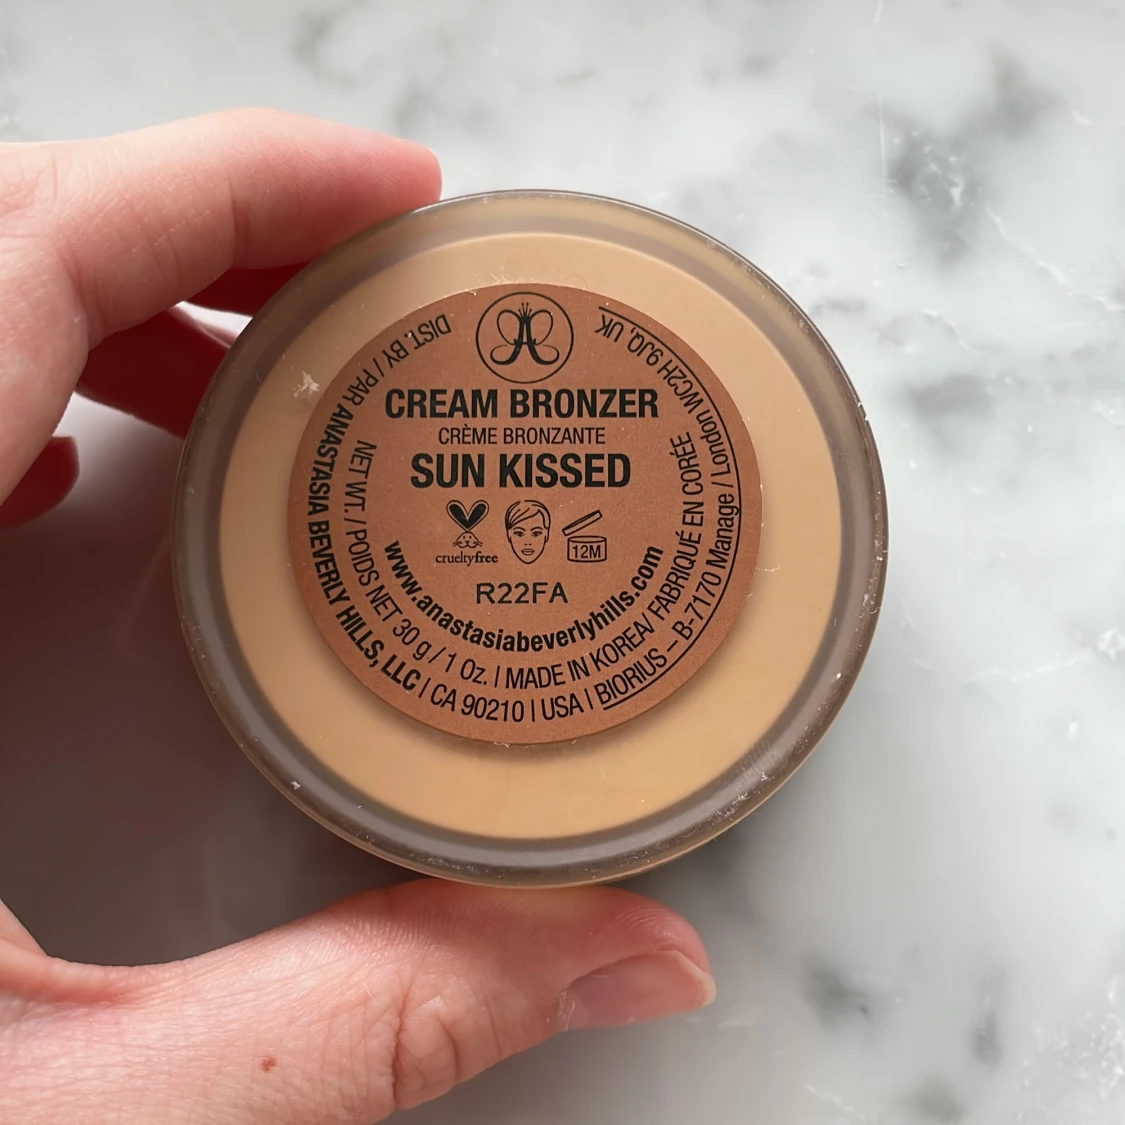 CREAM BRONZER
CRÈME BRONZANTE
SUN KISSED
crueltyfree
12M
R22FA
www.anastasiabeverlyhills.com
NET WT. / POIDS NET 30 g / 1 Oz. | MADE IN KOREA/ FABRIQUÉ EN CORÉE
DIST. BY / PAR ANASTASIA BEVERLY HILLS, LLC | CA 90210 | USA | BIORIUS – B-7170 Manage / London WC2H 9JQ, UK